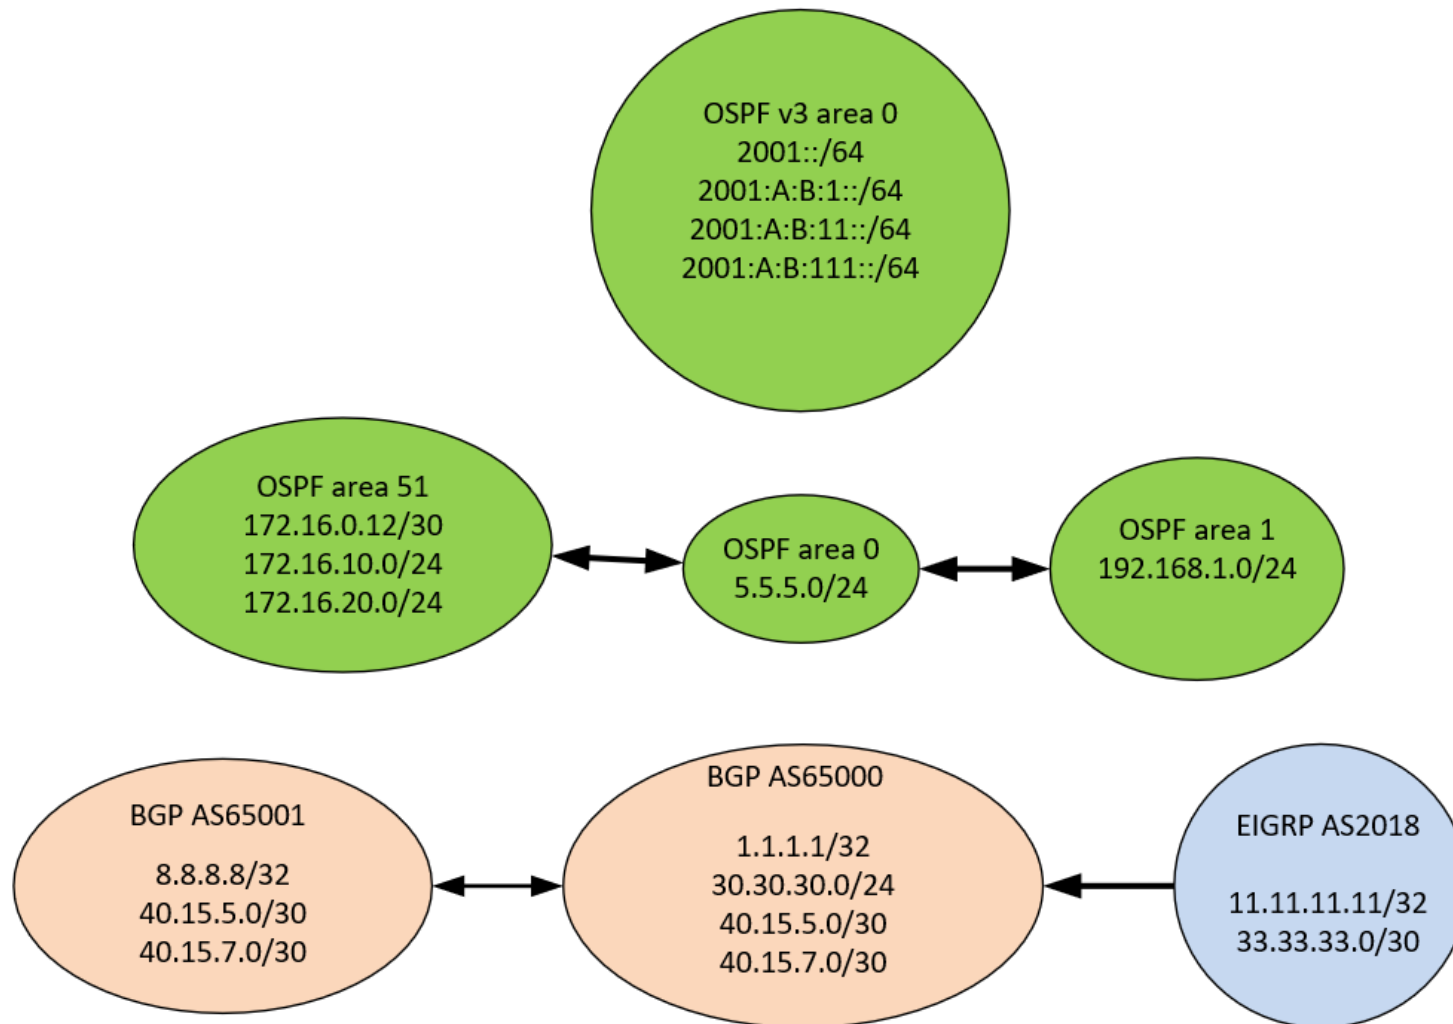 OSPF v3 area 0
2001::/64
2001:A:B:1::/64
2001:A:B:11::/64
2001:A:B:111::/64
OSPF area 51
172.16.0.12/30
172.16.10.0/24
172.16.20.0/24
OSPF area 0
5.5.5.0/24
OSPF area 1
192.168.1.0/24
BGP AS65001
8.8.8.8/32
40.15.5.0/30
40.15.7.0/30
BGP AS65000
1.1.1.1/32
30.30.30.0/24
40.15.5.0/30
40.15.7.0/30
EIGRP AS2018
11.11.11.11/32
33.33.33.0/30